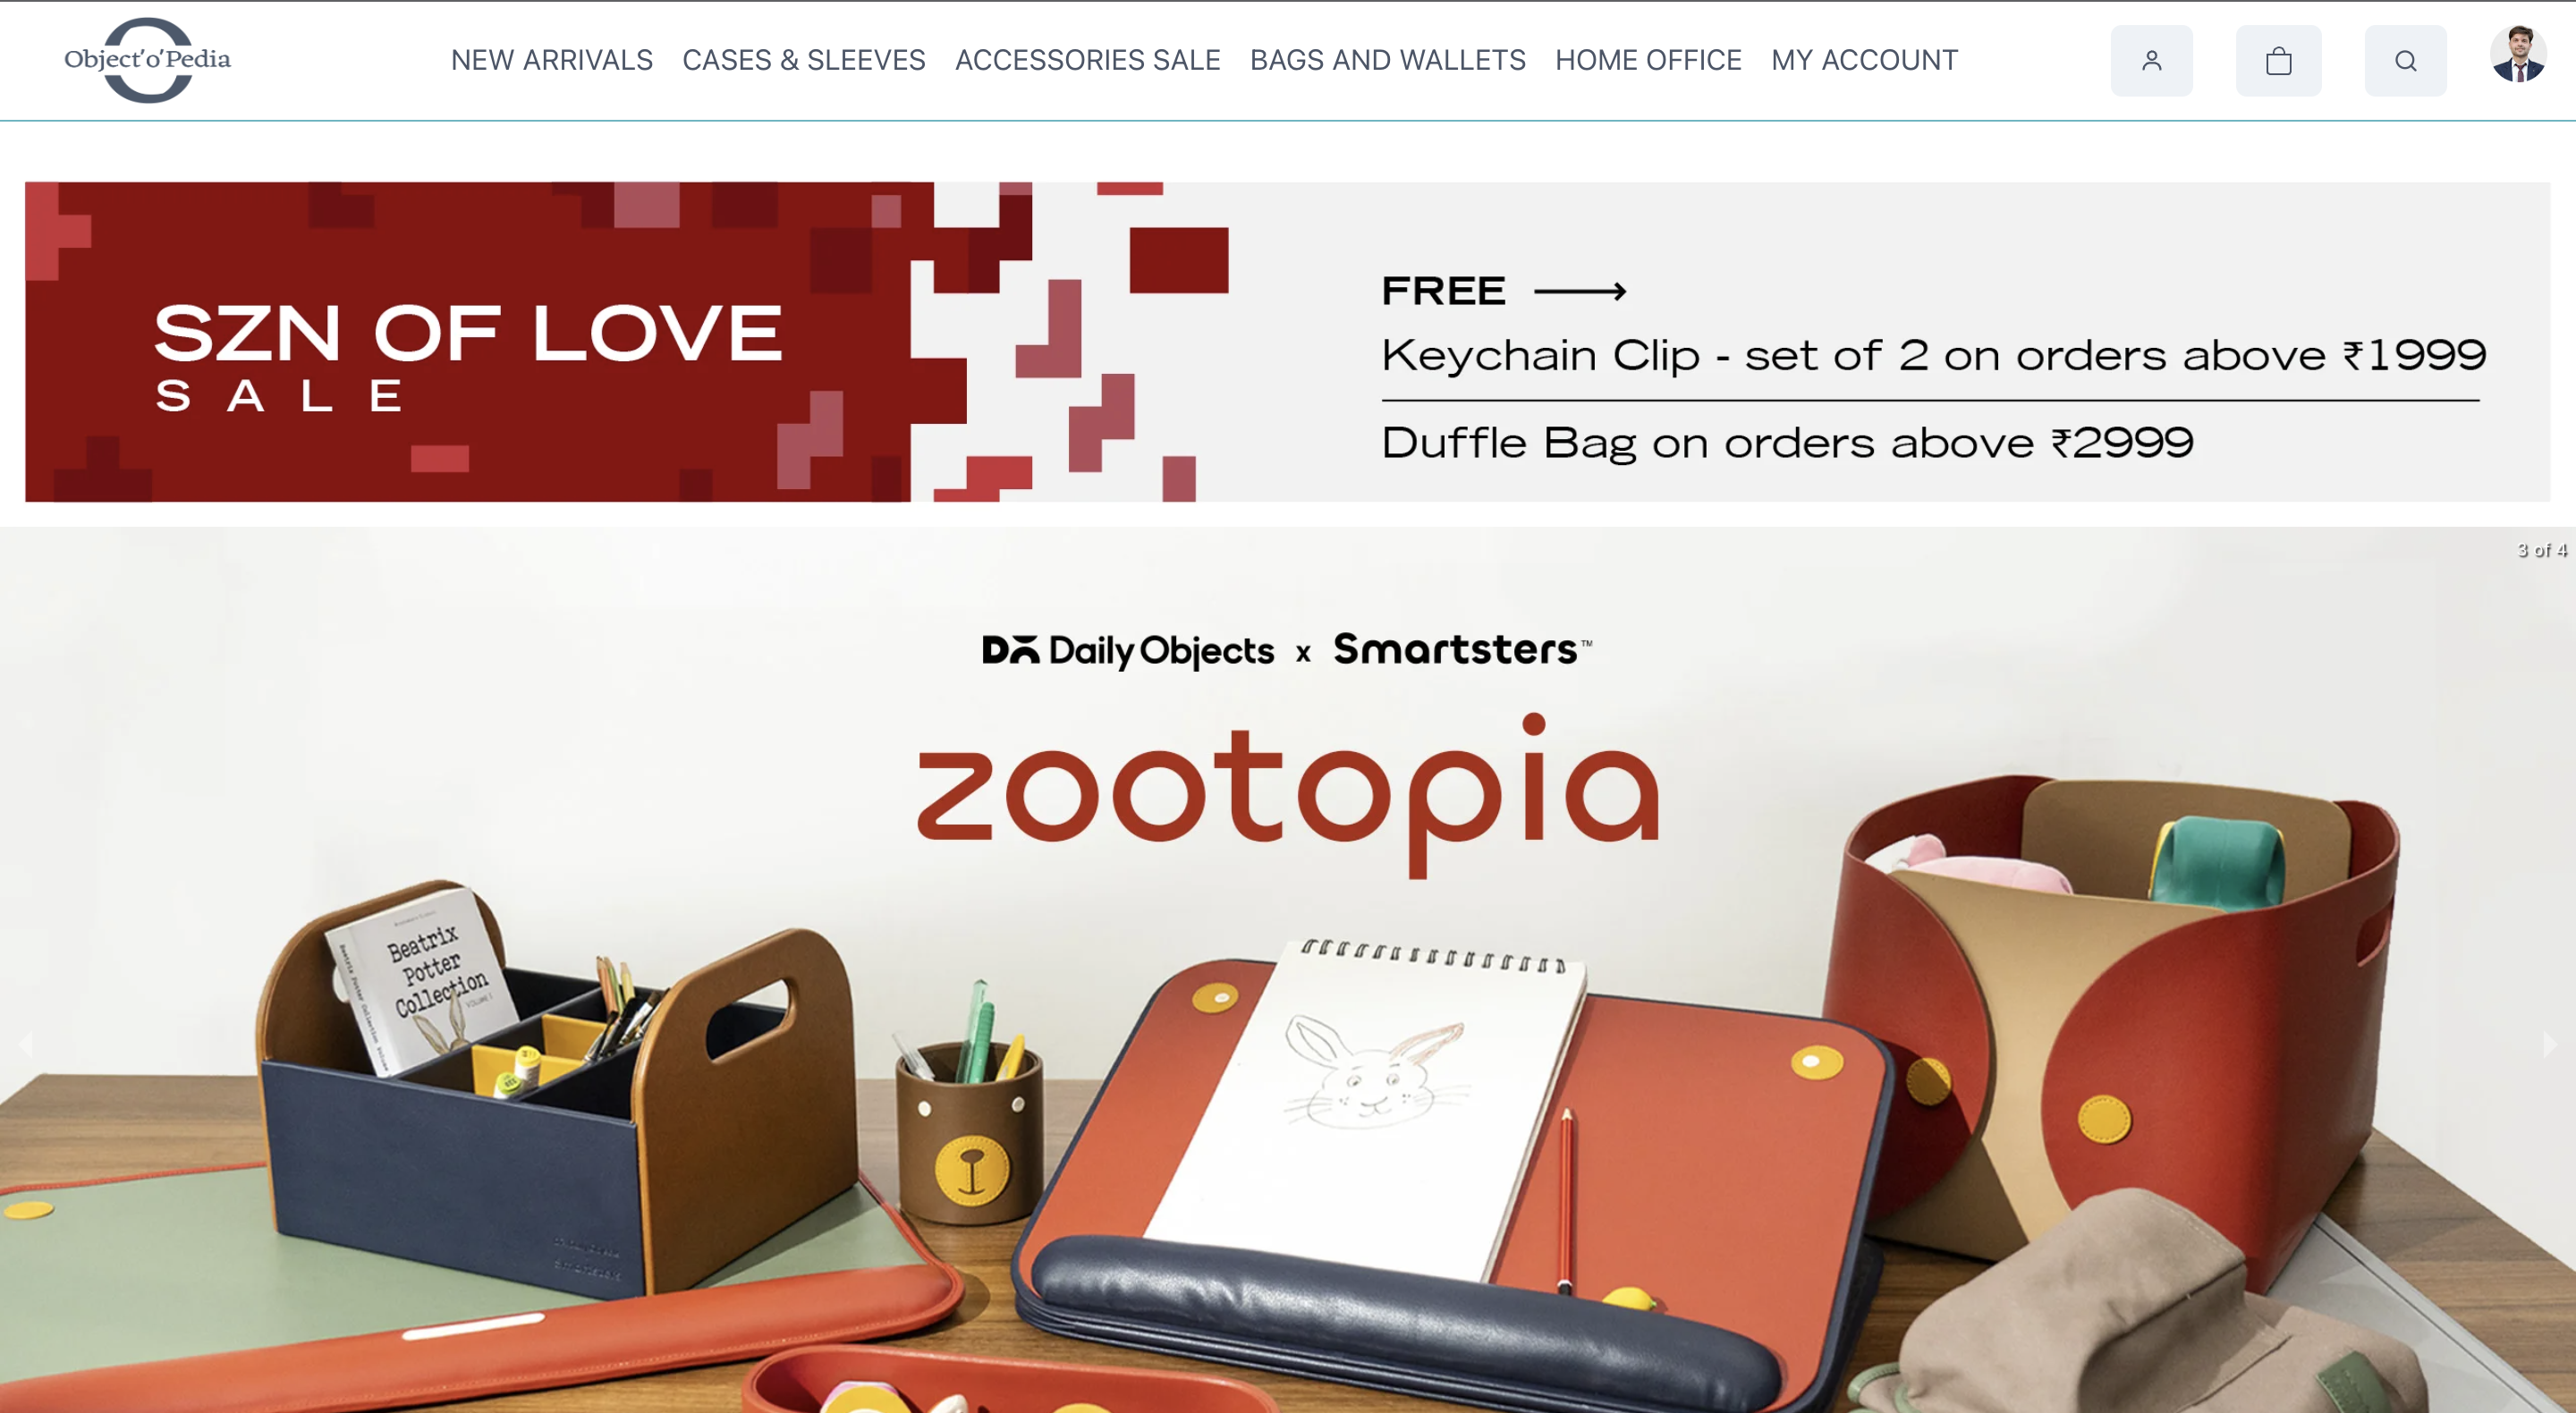 Object'o'Pedia
NEW ARRIVALS CASES & SLEEVES ACCESSORIES SALE BAGS AND WALLETS HOME OFFICE MY ACCOUNT
SZN OF LOVE
SALE
FREE
Keychain Clip - set of 2 on orders above ₹1999
Duffle Bag on orders above ₹2999
3 of 4
Daily Objects x Smartsters™
zootopia
Beatrix
Potter
Collection
VOLUME 1